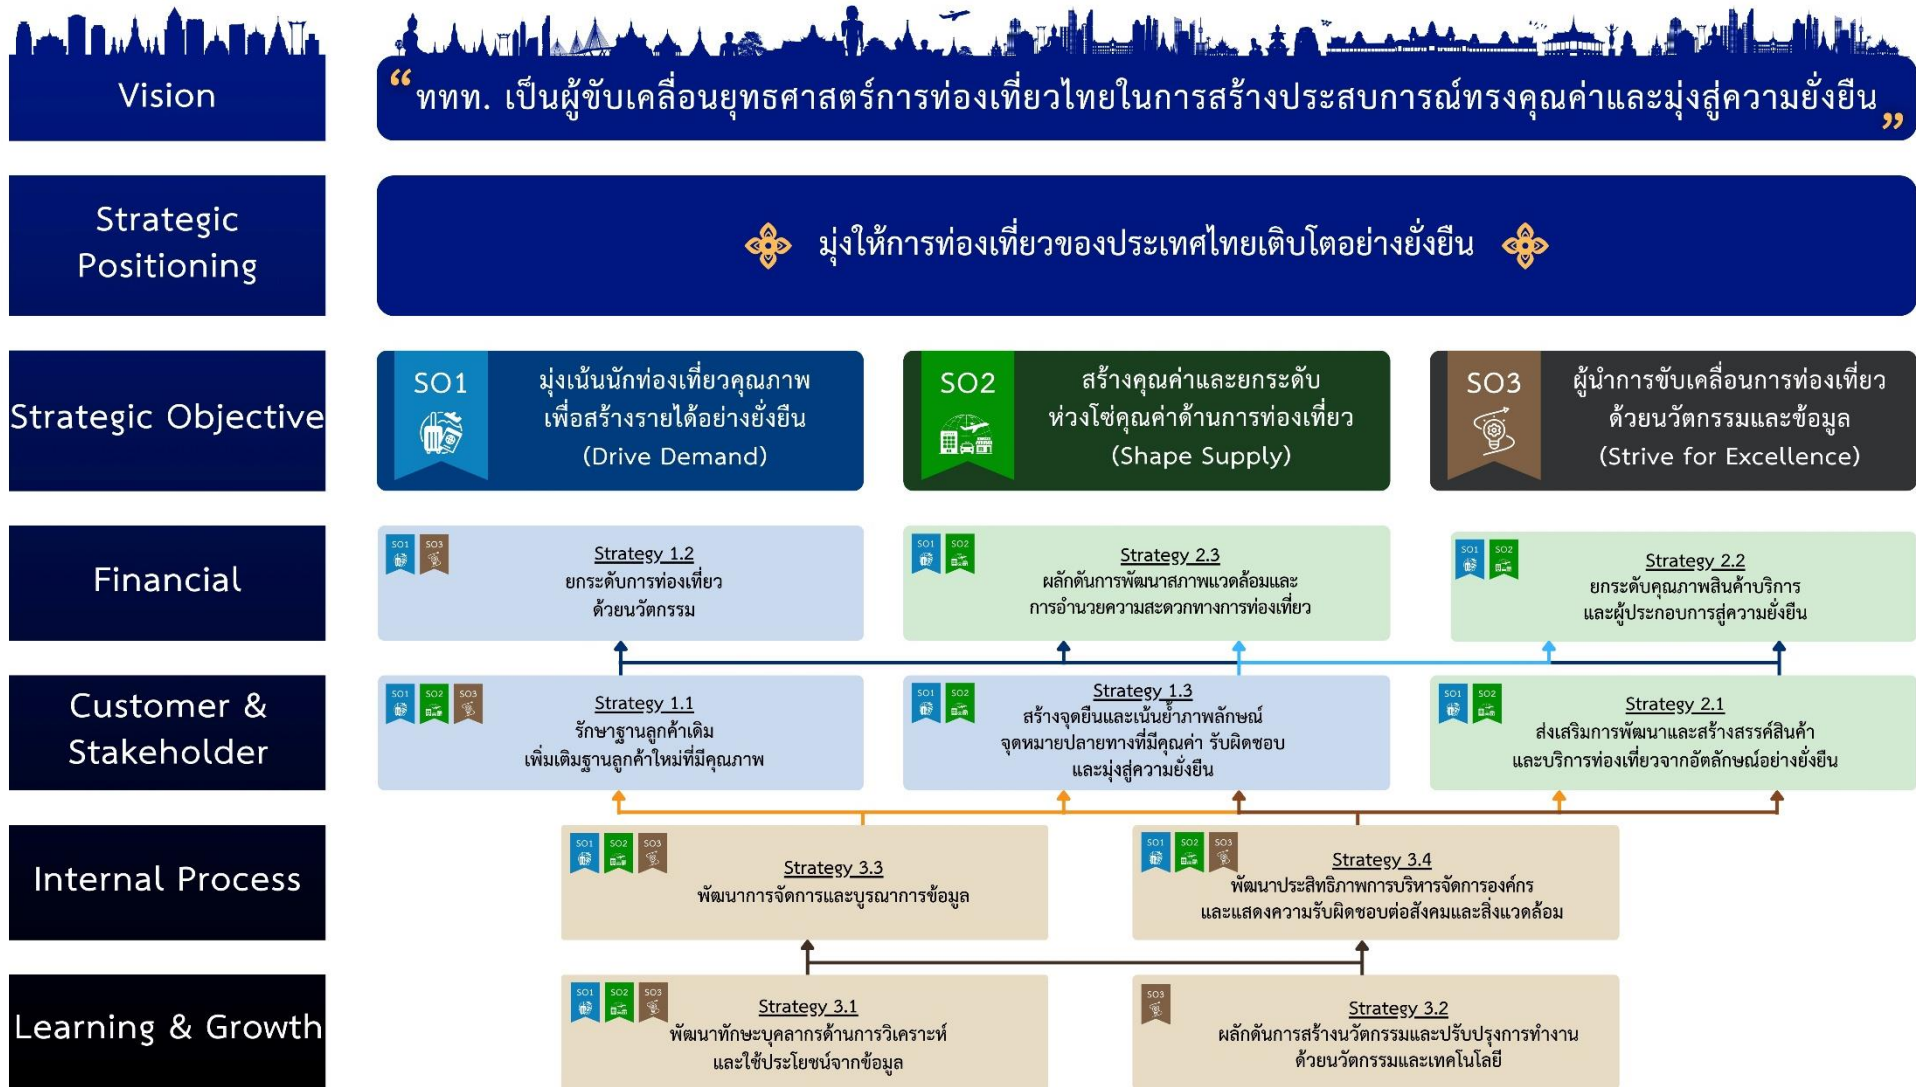 Vision
“ ททท. เป็นผู้ขับเคลื่อนยุทธศาสตร์การท่องเที่ยวไทยในการสร้างประสบการณ์ทรงคุณค่าและมุ่งสู่ความยั่งยืน ”
Strategic
Positioning
มุ่งให้การท่องเที่ยวของประเทศไทยเติบโตอย่างยั่งยืน
Strategic Objective
SO1
มุ่งเน้นนักท่องเที่ยวคุณภาพ
เพื่อสร้างรายได้อย่างยั่งยืน
(Drive Demand)
SO2
สร้างคุณค่าและยกระดับ
ห่วงโซ่คุณค่าด้านการท่องเที่ยว
(Shape Supply)
SO3
ผู้นำการขับเคลื่อนการท่องเที่ยว
ด้วยนวัตกรรมและข้อมูล
(Strive for Excellence)
Financial
SO1 SO3
Strategy 1.2
ยกระดับการท่องเที่ยว
ด้วยนวัตกรรม
SO1 SO2
Strategy 2.3
ผลักดันการพัฒนาสภาพแวดล้อมและ
การอำนวยความสะดวกทางการท่องเที่ยว
SO1 SO2
Strategy 2.2
ยกระดับคุณภาพสินค้าบริการ
และผู้ประกอบการสู่ความยั่งยืน
Customer &
Stakeholder
SO1 SO2 SO3
Strategy 1.1
รักษาฐานลูกค้าเดิม
เพิ่มเติมฐานลูกค้าใหม่ที่มีคุณภาพ
SO1 SO2
Strategy 1.3
สร้างจุดยืนและเน้นย้ำภาพลักษณ์
จุดหมายปลายทางที่มีคุณค่า รับผิดชอบ
และมุ่งสู่ความยั่งยืน
SO1 SO2
Strategy 2.1
ส่งเสริมการพัฒนาและสร้างสรรค์สินค้า
และบริการท่องเที่ยวจากอัตลักษณ์อย่างยั่งยืน
Internal Process
SO1 SO2 SO3
Strategy 3.3
พัฒนาการจัดการและบูรณาการข้อมูล
SO1 SO2 SO3
Strategy 3.4
พัฒนาประสิทธิภาพการบริหารจัดการองค์กร
และแสดงความรับผิดชอบต่อสังคมและสิ่งแวดล้อม
Learning & Growth
SO1 SO2 SO3
Strategy 3.1
พัฒนาทักษะบุคลากรด้านการวิเคราะห์
และใช้ประโยชน์จากข้อมูล
SO3
Strategy 3.2
ผลักดันการสร้างนวัตกรรมและปรับปรุงการทำงาน
ด้วยนวัตกรรมและเทคโนโลยี